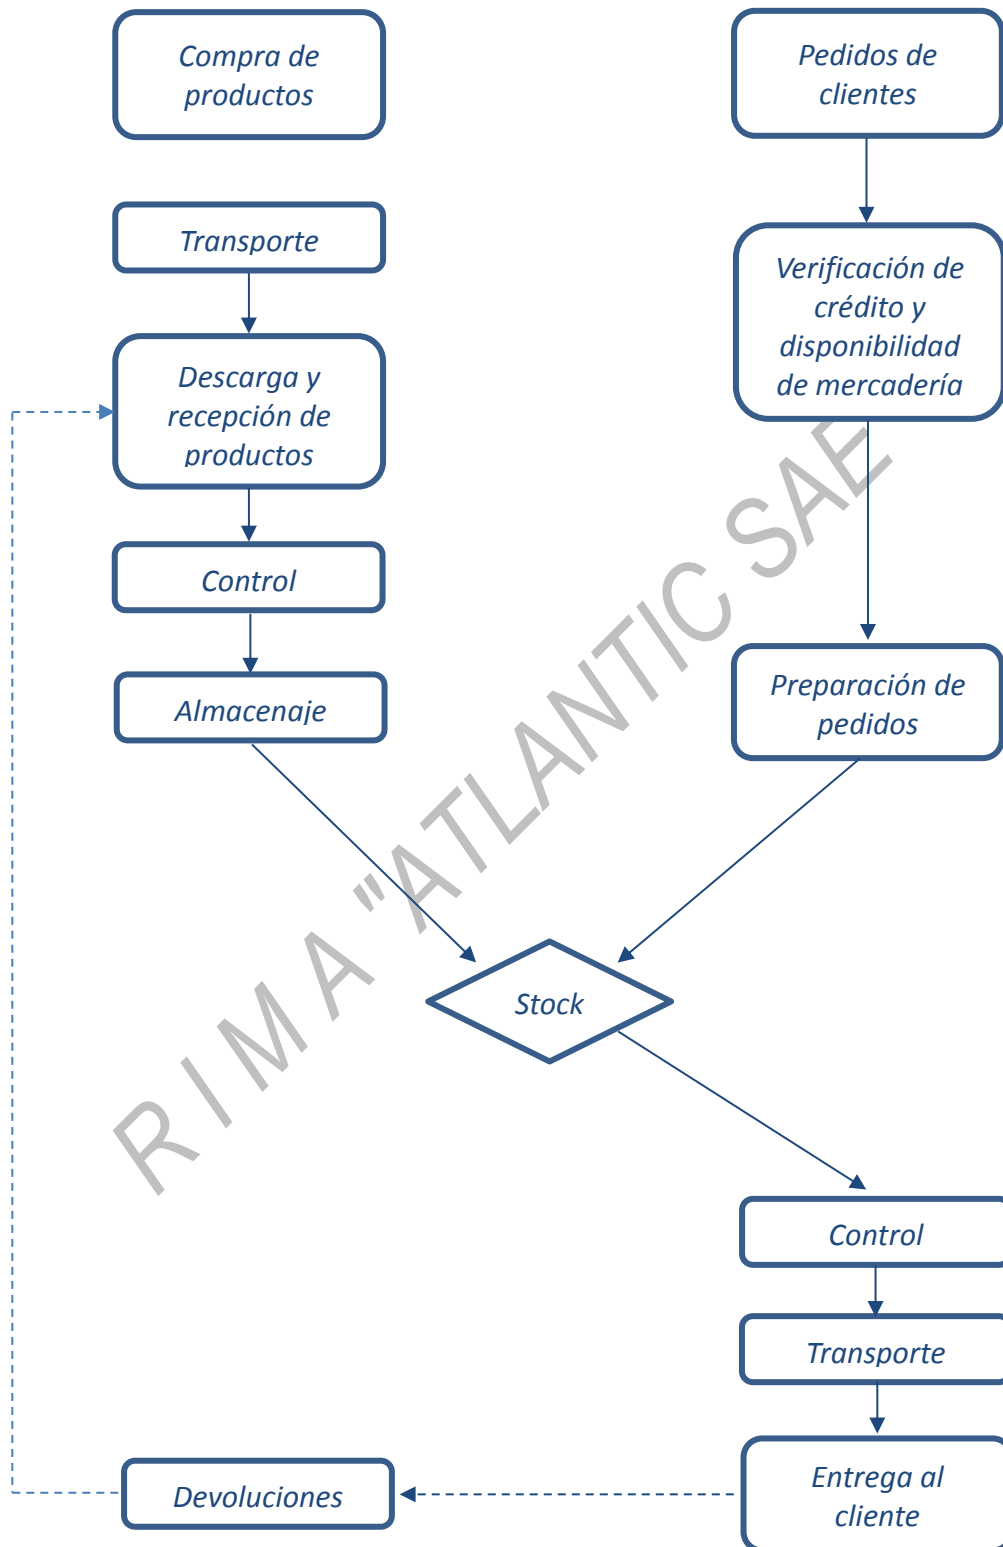 Compra de
productos
Pedidos de
clientes
Transporte
Verificación de
crédito y
disponibilidad
de mercadería
Descarga y
recepción de
productos
Control
Almacenaje
Preparación de
pedidos
Stock
Control
Transporte
Entrega al
cliente
Devoluciones
RIMA "ATLANTIC SAE